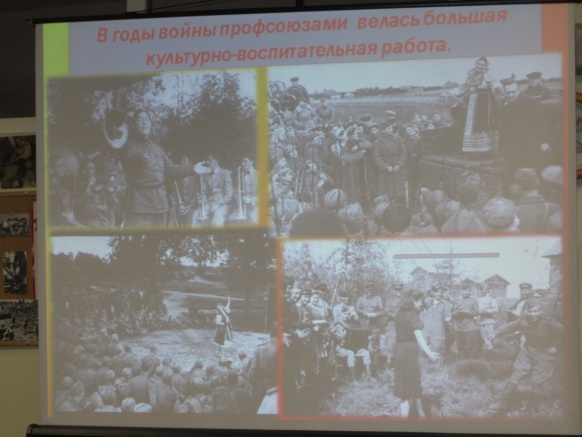 В годы войны профсоюзами велась большая
культурно-воспитательная работа.